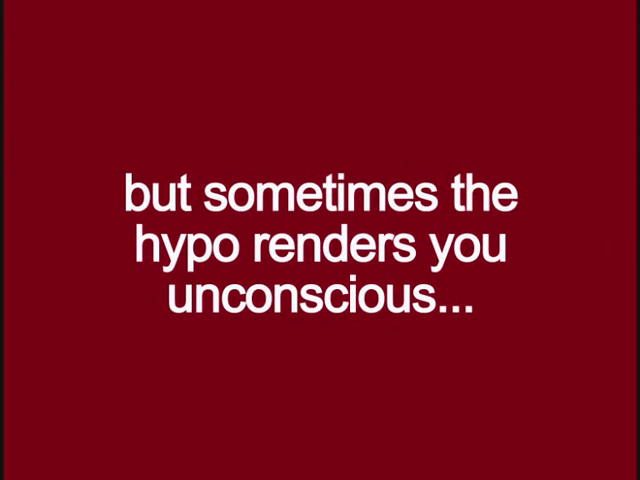 but sometimes the
hypo renders you
unconscious...